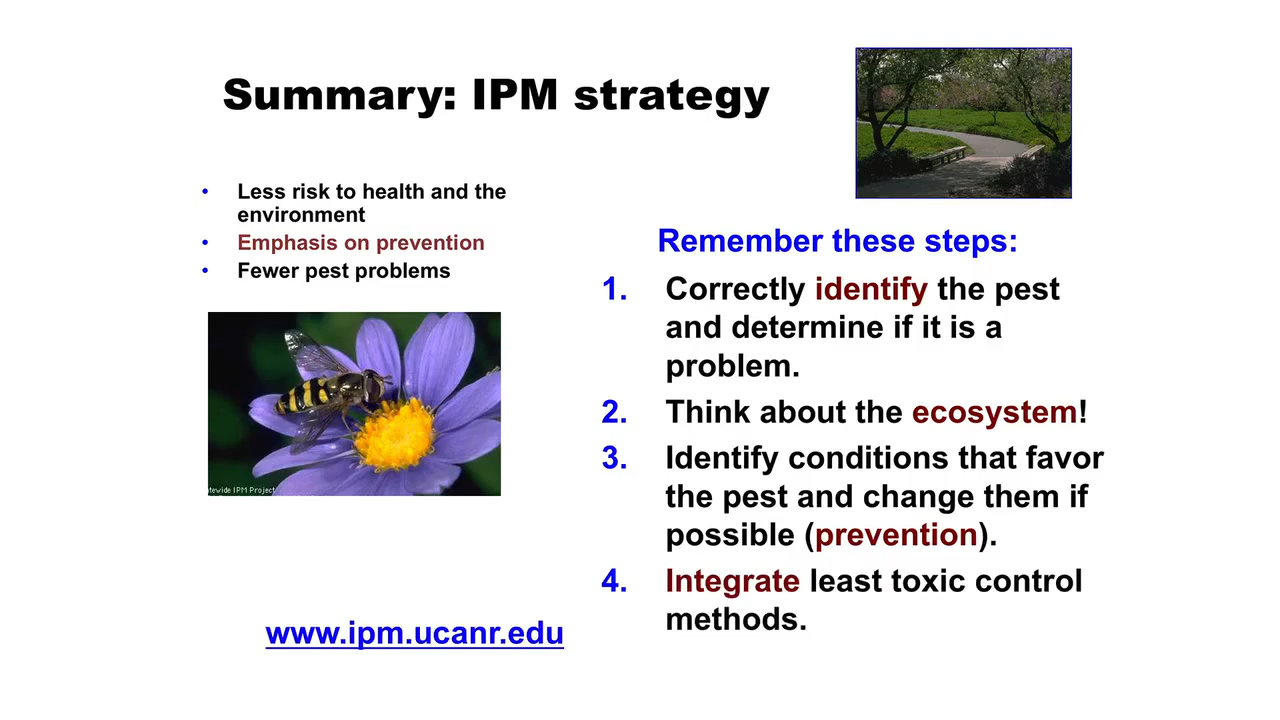 Summary: IPM strategy
• Less risk to health and the
environment
• Emphasis on prevention
• Fewer pest problems
tewide IPM Project
www.ipm.ucanr.edu
Remember these steps:
1. Correctly identify the pest
and determine if it is a
problem.
2. Think about the ecosystem!
3. Identify conditions that favor
the pest and change them if
possible (prevention).
4. Integrate least toxic control
methods.